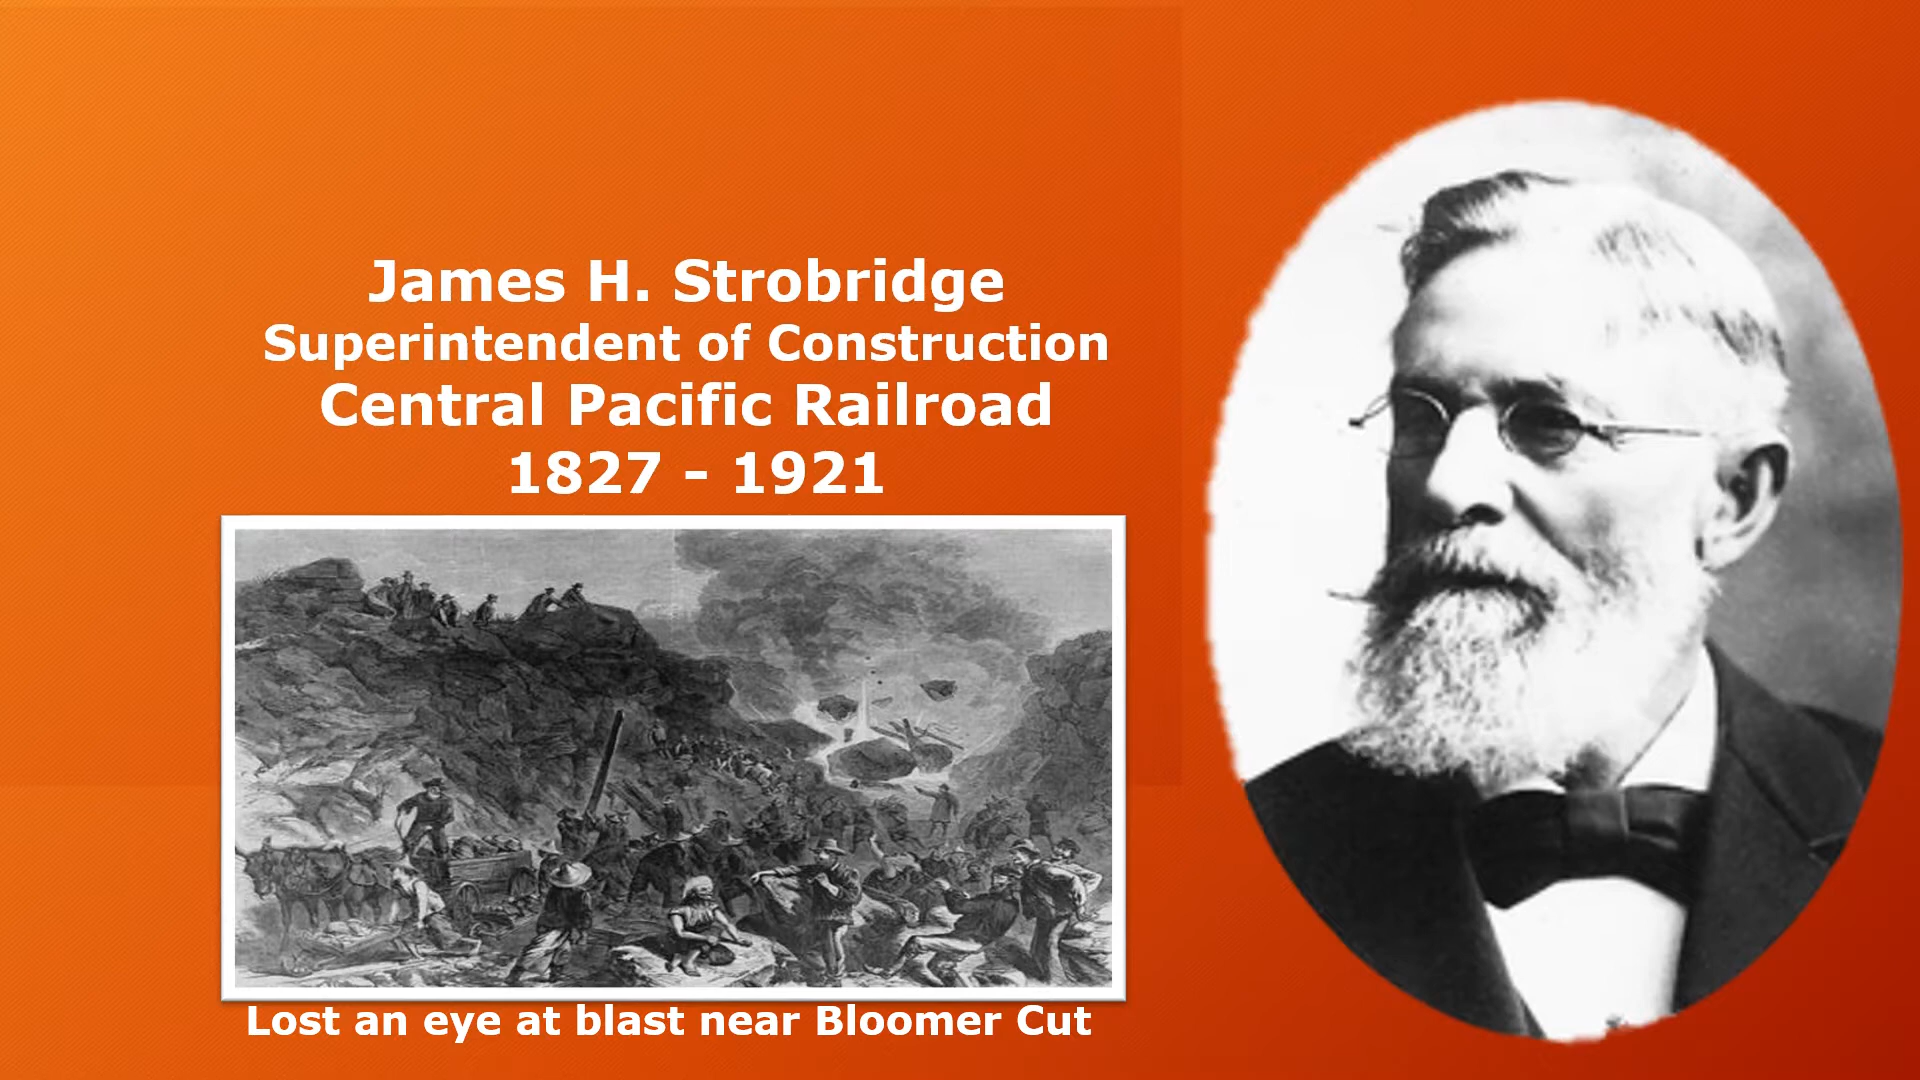 James H. Strobridge
Superintendent of Construction
Central Pacific Railroad
1827 - 1921
Lost an eye at blast near Bloomer Cut